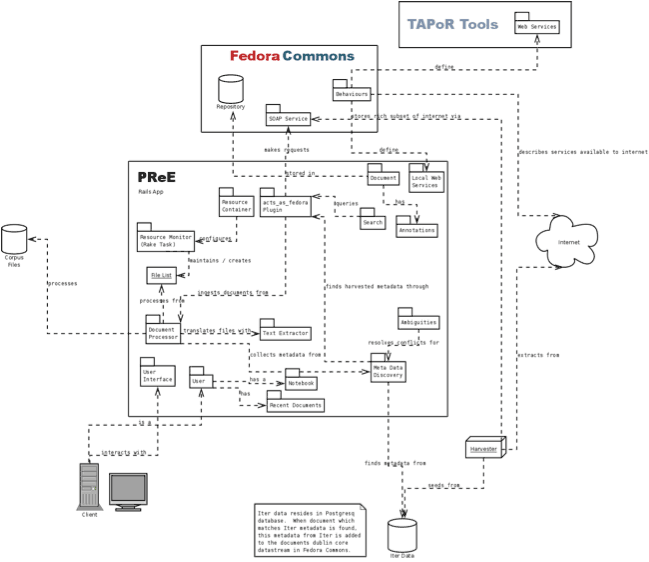 TAPoR Tools
Web Services
Fedora Commons
define
Repository
Behaviours
SOAP Service
stores rich subset of internet via
makes requests
define
describes services available to internet
PReE
Rails App
stored in
Document
Local Web
Services
Resource
Container
acts_as_fedora
Plugin
queries
has
Search
Annotations
Resource Monitor
(Rake Task)
configures
Internet
Corpus
Files
maintains / creates
File List
processes
finds harvested metadata through
ingests documents from
processes from
Ambiguities
Document
Processor
translates files with
Text Extractor
resolves conflicts for
collects metadata from
extracts from
User
Interface
User
has a
Notebook
Meta Data
Discovery
has
Recent Documents
is a
interacts with
Harvester
finds metadata from
seeds from
Client
Iter data resides in Postgresq
database. When document which
matches Iter metadata is found,
this metadata from Iter is added
to the documents dublin core
datastream in Fedora Commons.
Iter Data